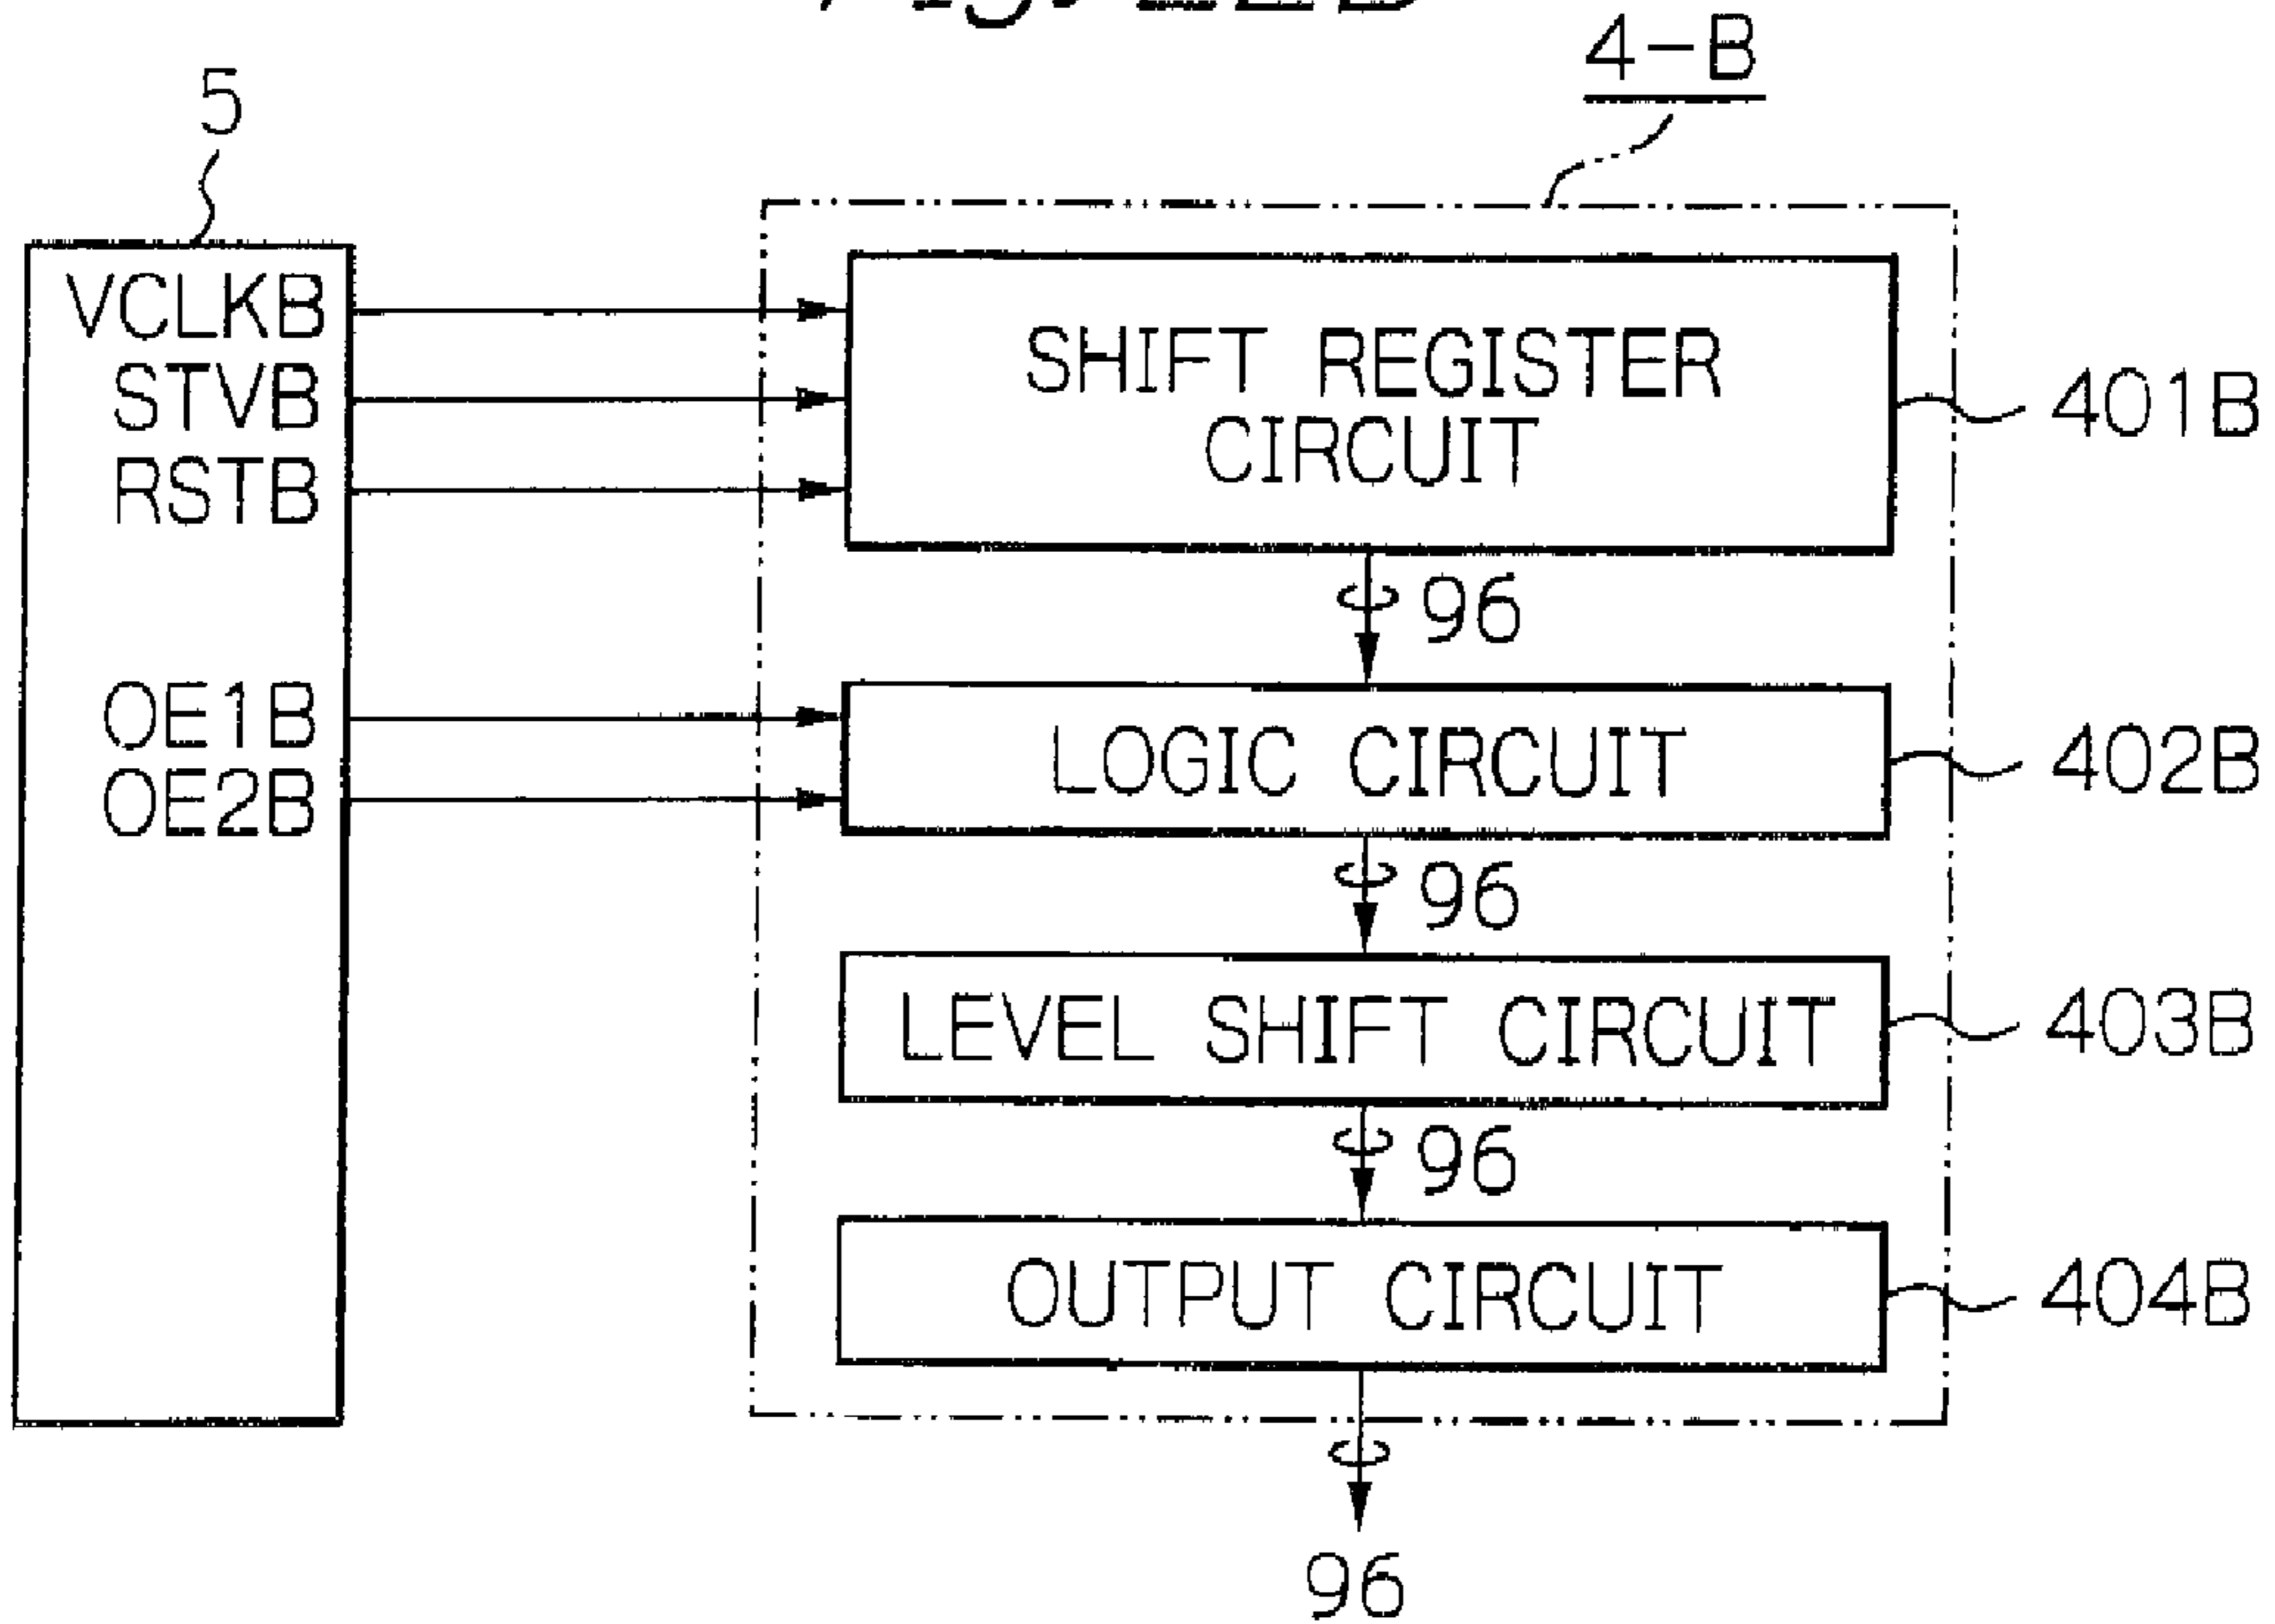 4-B
5
VCLKB
STVB
RSTB
OE1B
OE2B
SHIFT REGISTER
CIRCUIT
401B
96
LOGIC CIRCUIT
402B
96
LEVEL SHIFT CIRCUIT
403B
96
OUTPUT CIRCUIT
404B
96